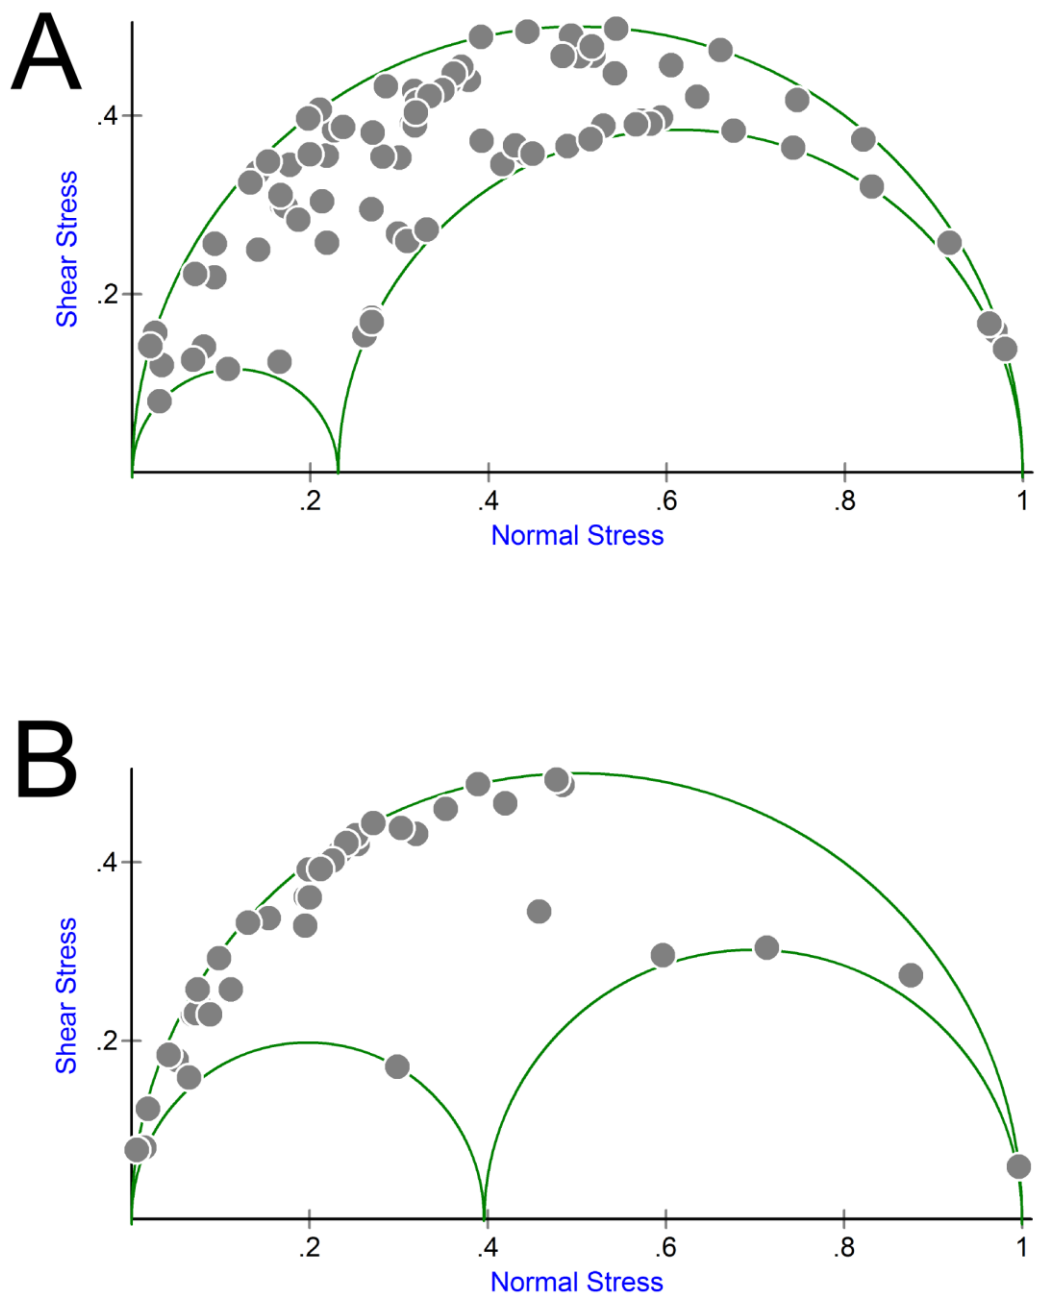 A
.4
.2
Shear Stress
.2 .4 .6 .8 1
Normal Stress
B
.4
.2
Shear Stress
.2 .4 .6 .8 1
Normal Stress